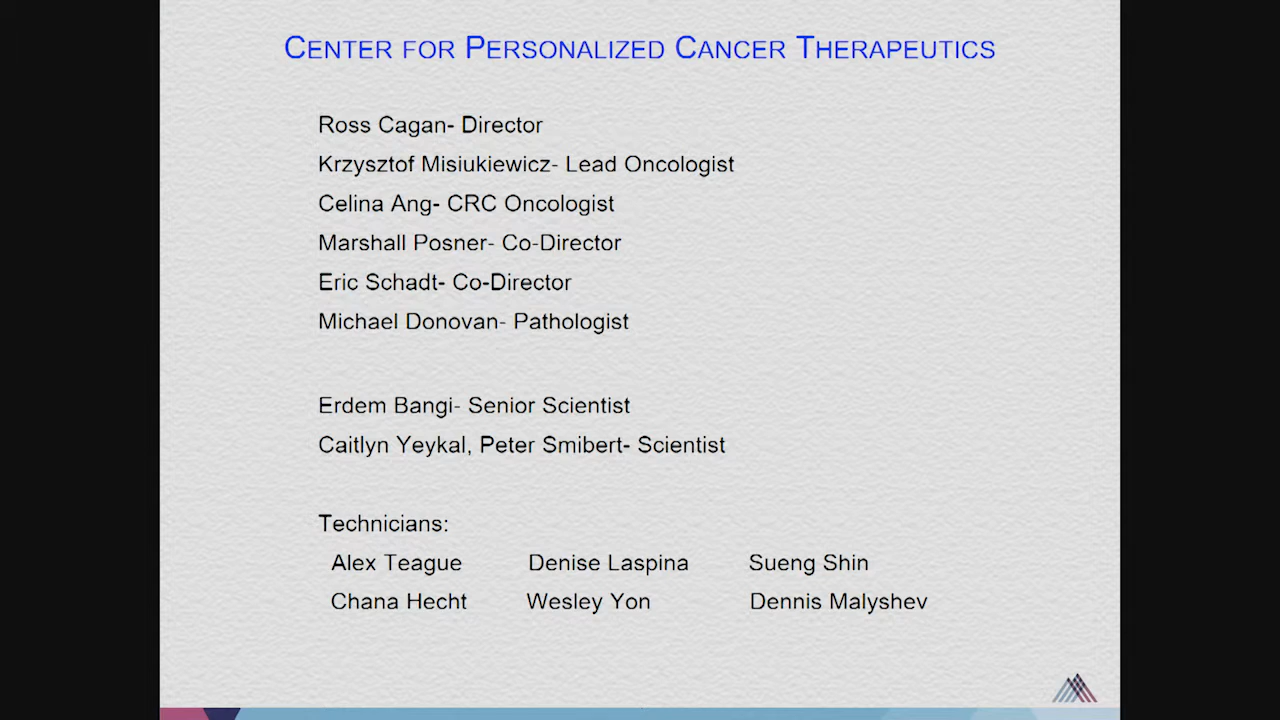 CENTER FOR PERSONALIZED CANCER THERAPEUTICS
Ross Cagan- Director
Krzysztof Misiukiewicz- Lead Oncologist
Celina Ang- CRC Oncologist
Marshall Posner- Co-Director
Eric Schadt- Co-Director
Michael Donovan- Pathologist
Erdem Bangi- Senior Scientist
Caitlyn Yeykal, Peter Smibert- Scientist
Technicians:
Alex Teague Denise Laspina Sueng Shin
Chana Hecht Wesley Yon Dennis Malyshev